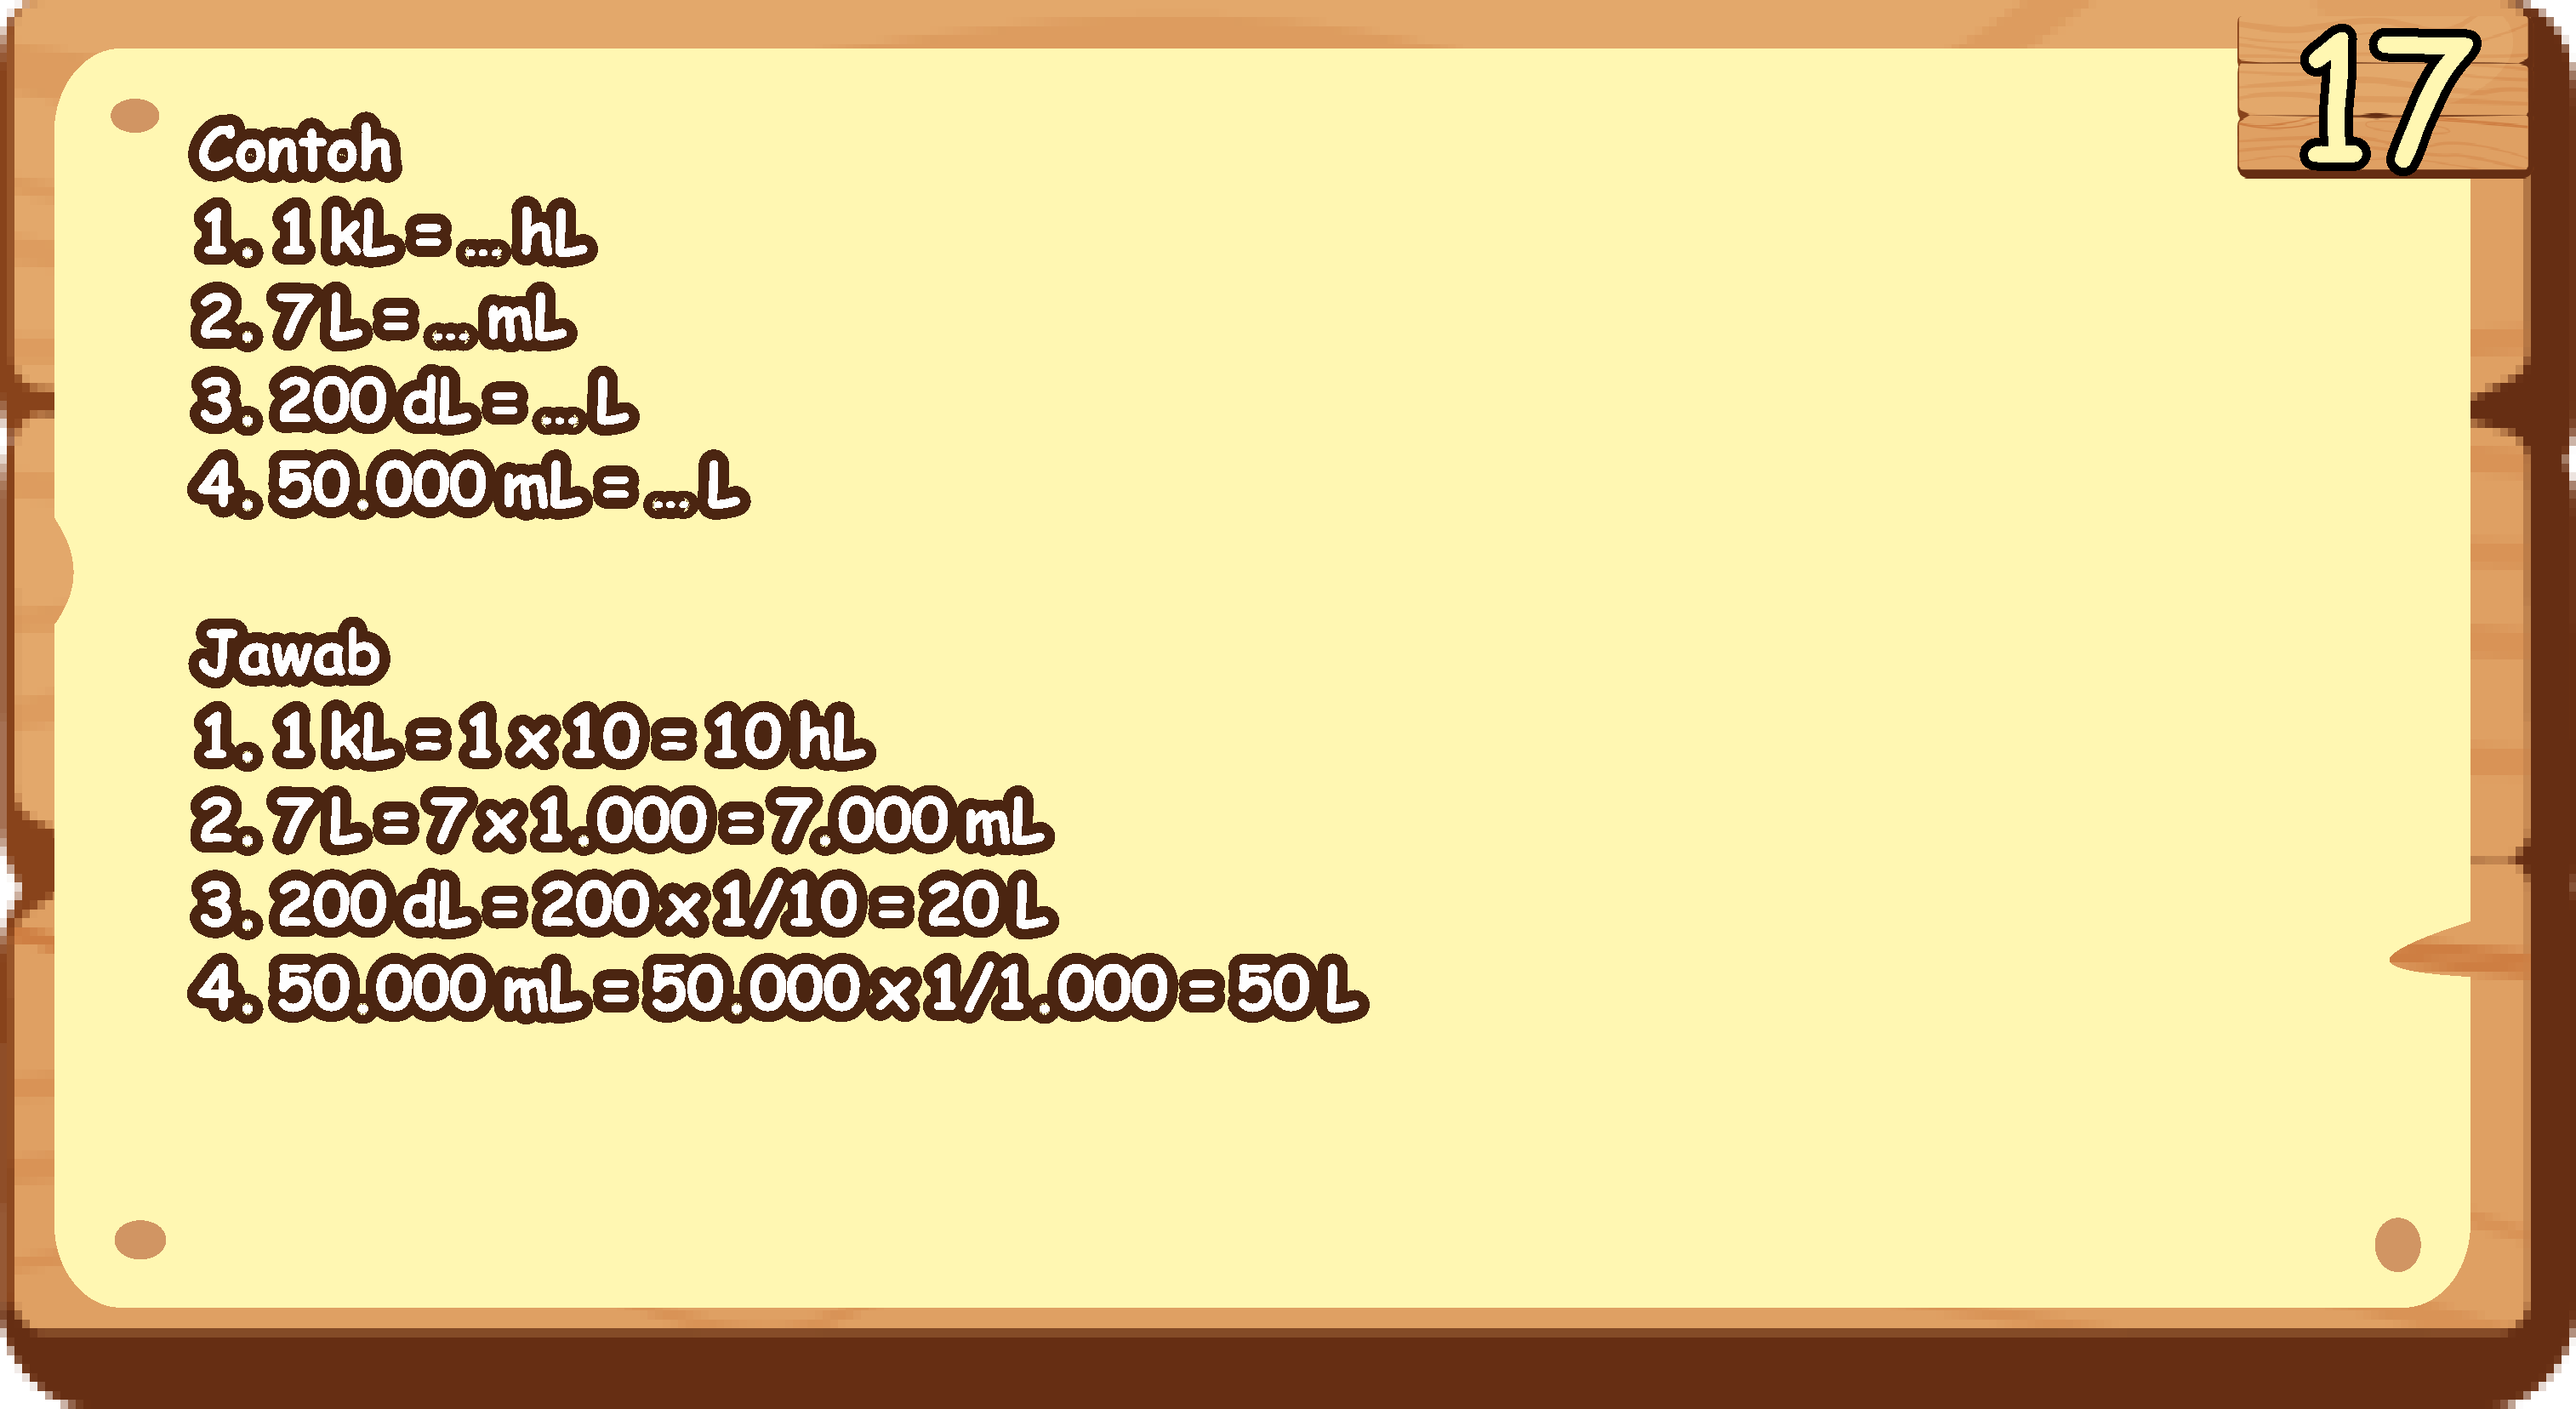 17
Contoh
1. 1 kL = ... hL
2. 7 L = ... mL
3. 200 dL = ... L
4. 50.000 mL = ... L
Jawab
1. 1 kL = 1 x 10 = 10 hL
2. 7 L = 7 x 1.000 = 7.000 mL
3. 200 dL = 200 x 1/10 = 20 L
4. 50.000 mL = 50.000 x 1/1.000 = 50 L